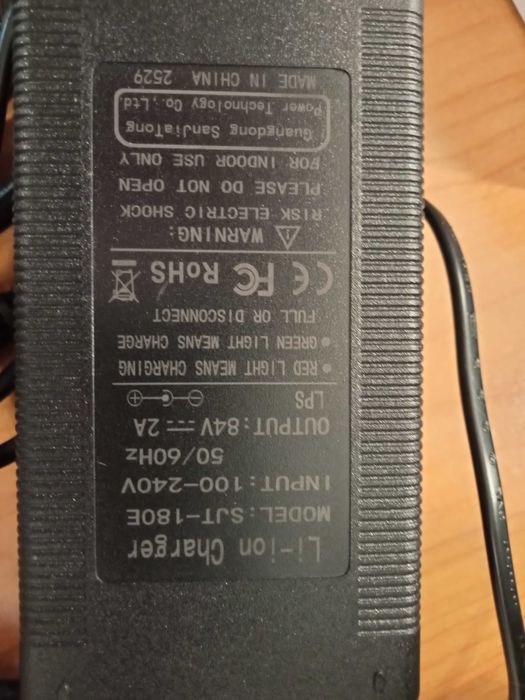 Li-ion Charger
MODEL: SJT-180E
INPUT: 100-240V
50/60Hz
OUTPUT: 84V ⎓ 2A
LPS
● RED LIGHT MEANS CHARGING
● GREEN LIGHT MEANS CHARGE
FULL OR DISCONNECT
CE FC RoHS
WARNING:
RISK ELECTRIC SHOCK
PLEASE DO NOT OPEN
FOR INDOOR USE ONLY
Guangdong SanJiaTong
Power Technology Co., Ltd.
MADE IN CHINA 2529